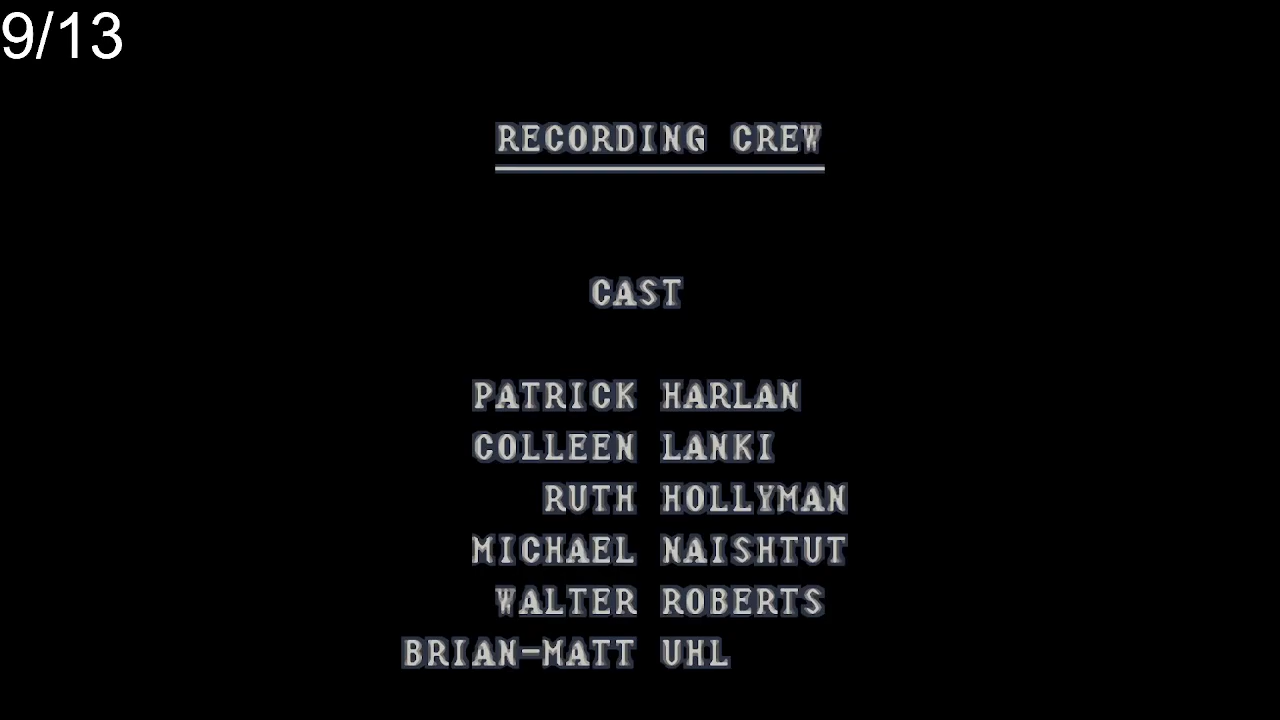 9/13
RECORDING CREW
CAST
PATRICK HARLAN
COLLEEN LANKI
RUTH HOLLYMAN
MICHAEL NAISHTUT
WALTER ROBERTS
BRIAN-MATT UHL